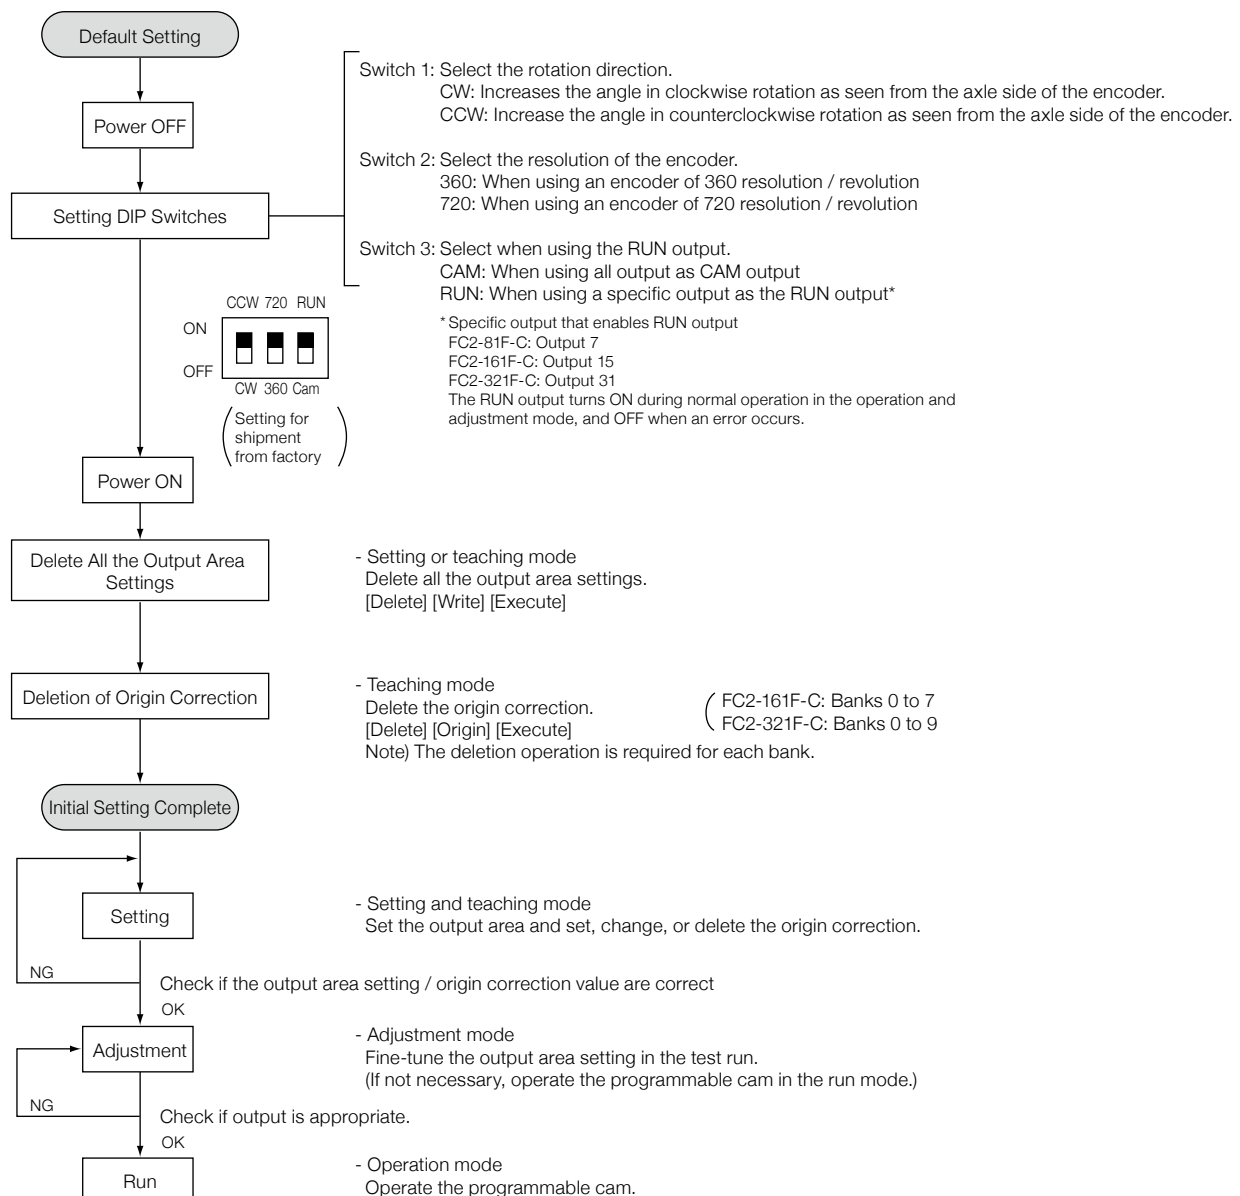 Default Setting
Power OFF
Setting DIP Switches
Switch 1: Select the rotation direction.
CW: Increases the angle in clockwise rotation as seen from the axle side of the encoder.
CCW: Increase the angle in counterclockwise rotation as seen from the axle side of the encoder.
Switch 2: Select the resolution of the encoder.
360: When using an encoder of 360 resolution / revolution
720: When using an encoder of 720 resolution / revolution
Switch 3: Select when using the RUN output.
CAM: When using all output as CAM output
RUN: When using a specific output as the RUN output*
* Specific output that enables RUN output
FC2-81F-C: Output 7
FC2-161F-C: Output 15
FC2-321F-C: Output 31
The RUN output turns ON during normal operation in the operation and
adjustment mode, and OFF when an error occurs.
CCW 720 RUN
ON
OFF
CW 360 Cam
(Setting for
shipment
from factory)
Power ON
Delete All the Output Area
Settings
- Setting or teaching mode
Delete all the output area settings.
[Delete] [Write] [Execute]
Deletion of Origin Correction
- Teaching mode
Delete the origin correction.
[Delete] [Origin] [Execute]
Note) The deletion operation is required for each bank.
( FC2-161F-C: Banks 0 to 7
FC2-321F-C: Banks 0 to 9
Initial Setting Complete
Setting
- Setting and teaching mode
Set the output area and set, change, or delete the origin correction.
NG
Check if the output area setting / origin correction value are correct
OK
Adjustment
- Adjustment mode
Fine-tune the output area setting in the test run.
(If not necessary, operate the programmable cam in the run mode.)
NG
Check if output is appropriate.
OK
Run
- Operation mode
Operate the programmable cam.